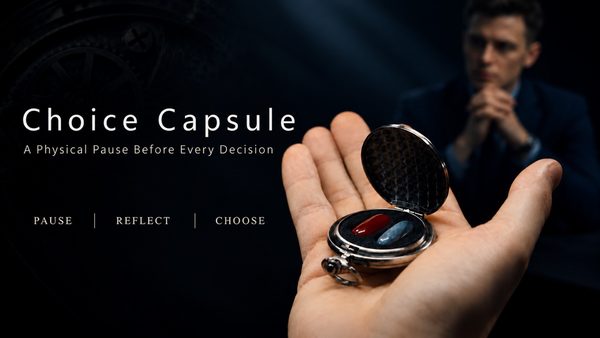 Choice Capsule
A Physical Pause Before Every Decision
PAUSE | REFLECT | CHOOSE